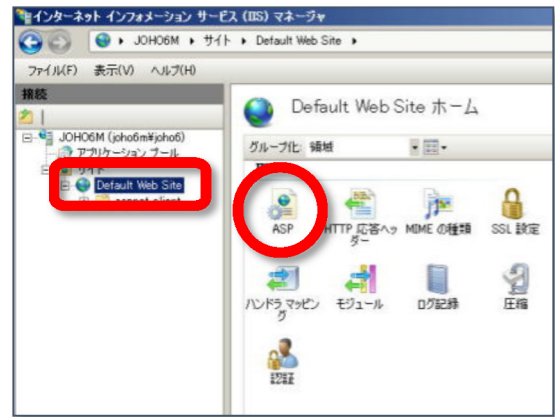 インターネット インフォメーション サービス (IIS) マネージャ
JOHO6M ▸ サイト ▸ Default Web Site ▸
ファイル(F) 表示(V) ヘルプ(H)
接続
JOHO6M (joho6m¥joho6)
アプリケーション プール
サイト
Default Web Site
aspnet_client
Default Web Site ホーム
グループ化: 領域
ASP
HTTP 応答ヘッダー
MIME の種類
SSL 設定
ハンドラ マッピング
モジュール
ログ記録
圧縮
認証